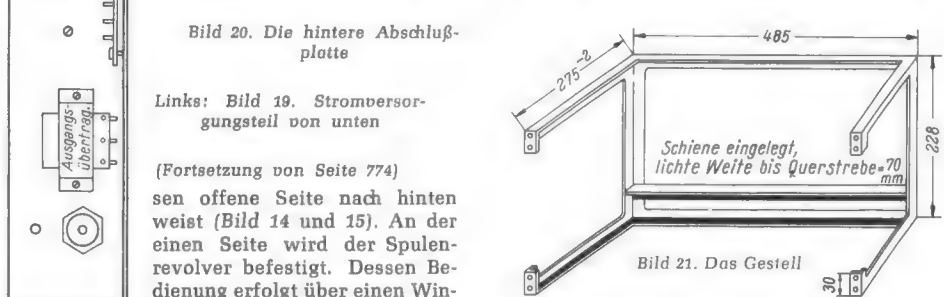 Ausgangs-
übertrag.
Bild 20. Die hintere Abschluß-
platte
Links: Bild 19. Stromversor-
gungsteil von unten
(Fortsetzung von Seite 774)
sen offene Seite nach hinten
weist (Bild 14 und 15). An der
einen Seite wird der Spulen-
revolver befestigt. Dessen Be-
dienung erfolgt über einen Win-
485
275-2
228
Schiene eingelegt,
lichte Weite bis Querstrebe=70
mm
Bild 21. Das Gestell
30